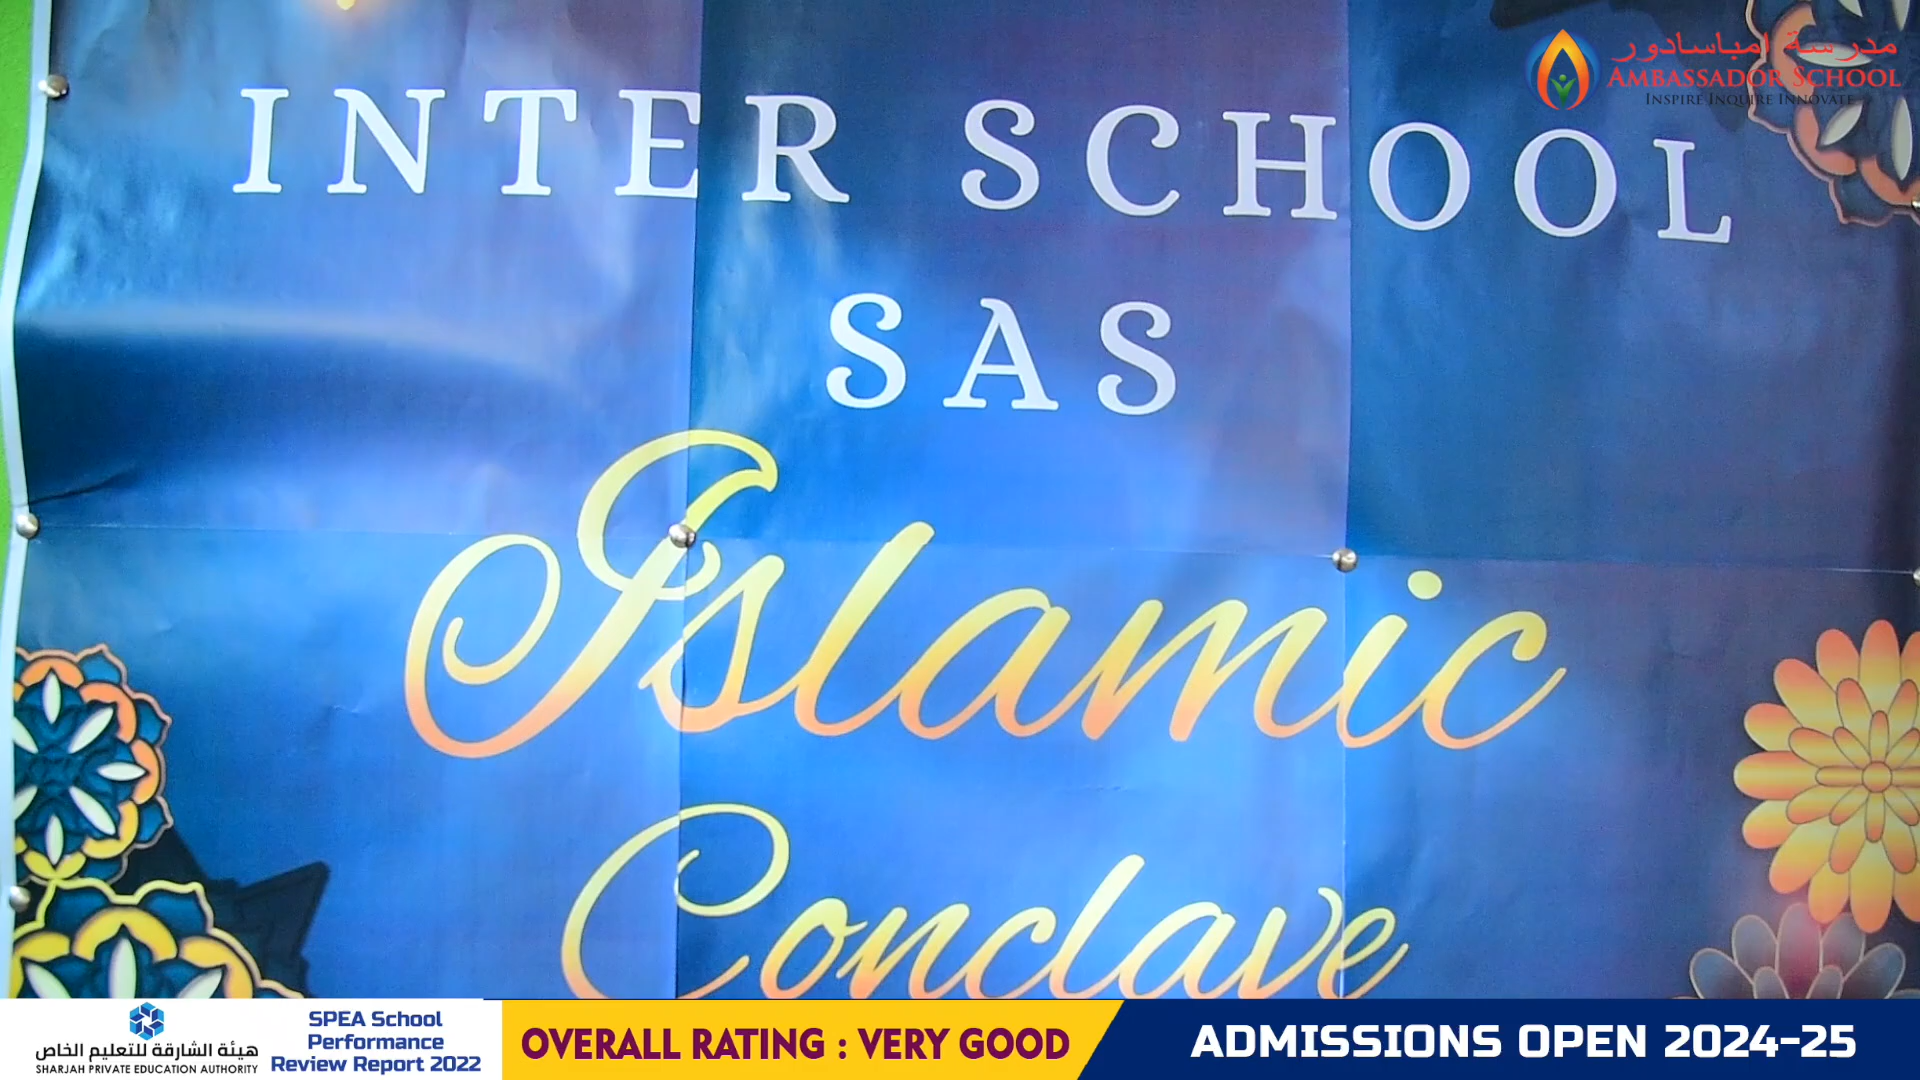 مدرسة امباسادور
AMBASSADOR SCHOOL
INSPIRE INQUIRE INNOVATE
INTER SCHOOL
SAS
Islamic
Conclave
هيئة الشارقة للتعليم الخاص
SHARJAH PRIVATE EDUCATION AUTHORITY
SPEA School
Performance
Review Report 2022
OVERALL RATING : VERY GOOD
ADMISSIONS OPEN 2024-25